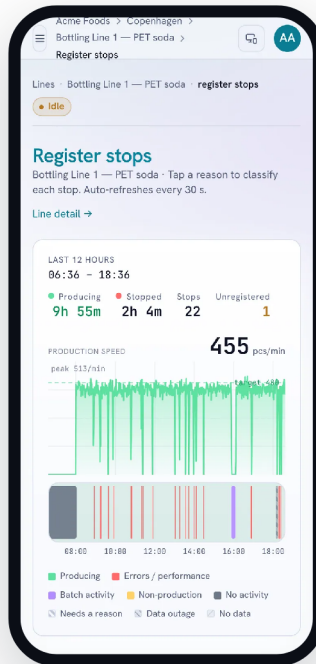 Acme Foods > Copenhagen >
Bottling Line 1 — PET soda >
Register stops
AA
Lines · Bottling Line 1 — PET soda · register stops
Idle
Register stops
Bottling Line 1 — PET soda · Tap a reason to classify
each stop. Auto-refreshes every 30 s.
Line detail →
LAST 12 HOURS
06:36 – 18:36
Producing Stopped Stops Unregistered
9h 55m 2h 4m 22 1
PRODUCTION SPEED 455 pcs/min
peak 513/min
target 480
08:00 10:00 12:00 14:00 16:00 18:00
Producing Errors / performance
Batch activity Non-production No activity
Needs a reason Data outage No data